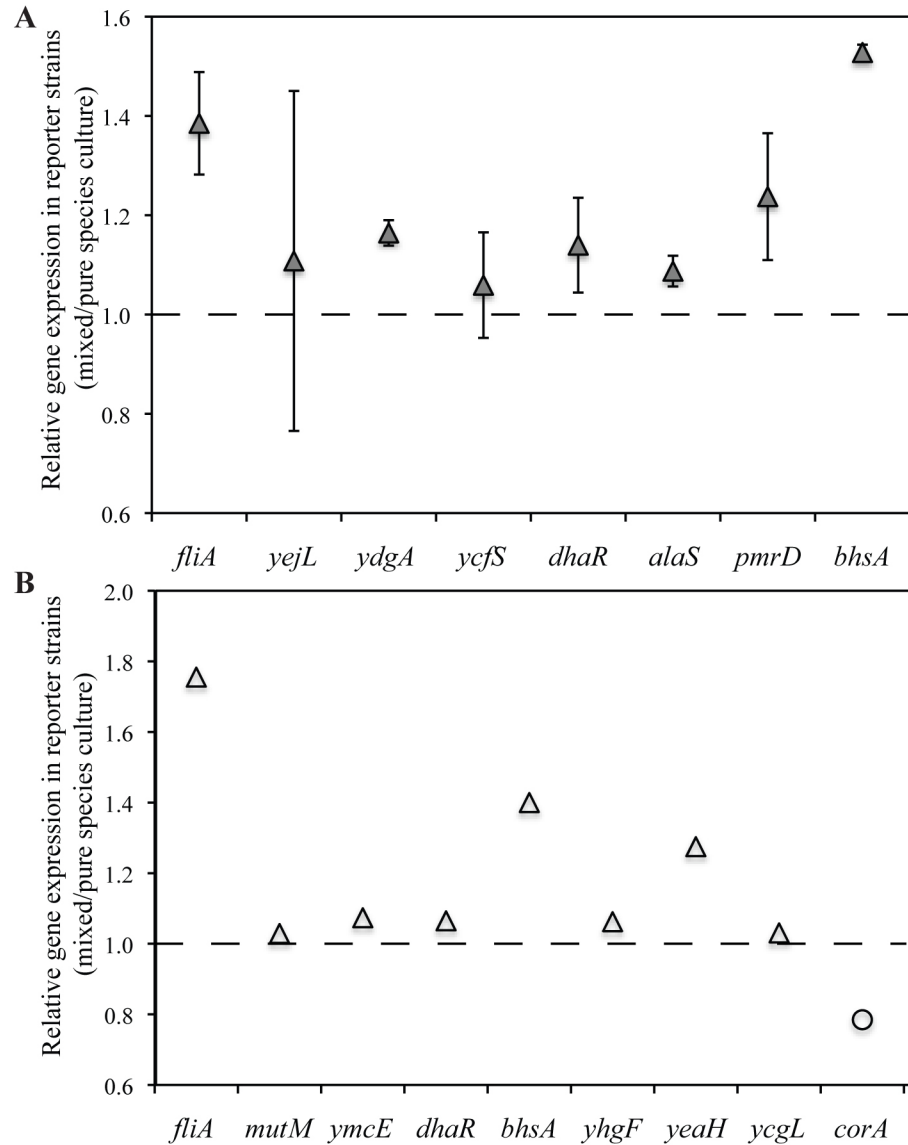 A
Relative gene expression in reporter strains
(mixed/pure species culture)
1.6
1.4
1.2
1.0
0.8
0.6
fliA yejL ydgA ycfS dhaR alaS pmrD bhsA
B
Relative gene expression in reporter strains
(mixed/pure species culture)
2.0
1.8
1.6
1.4
1.2
1.0
0.8
0.6
fliA mutM ymcE dhaR bhsA yhgF yeaH ycgL corA